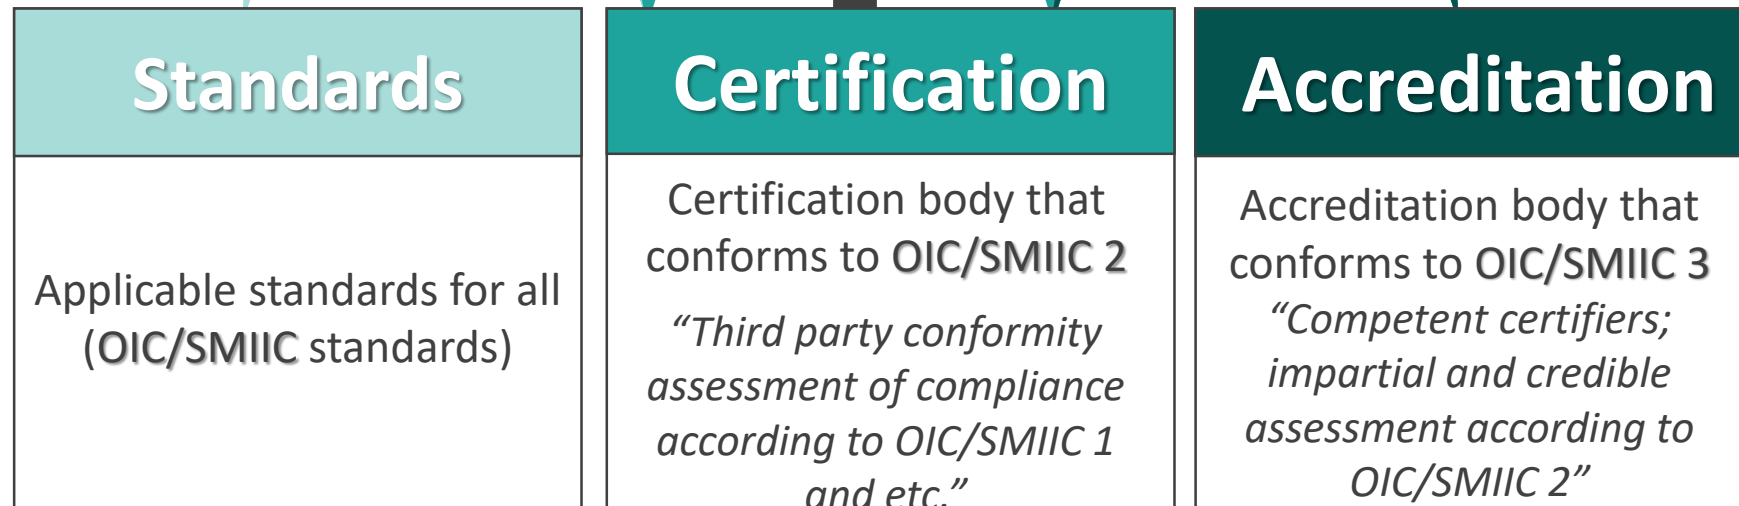 Standards
Applicable standards for all
(OIC/SMIIC standards)
Certification
Certification body that
conforms to OIC/SMIIC 2
“Third party conformity
assessment of compliance
according to OIC/SMIIC 1
and etc.”
Accreditation
Accreditation body that
conforms to OIC/SMIIC 3
“Competent certifiers;
impartial and credible
assessment according to
OIC/SMIIC 2”